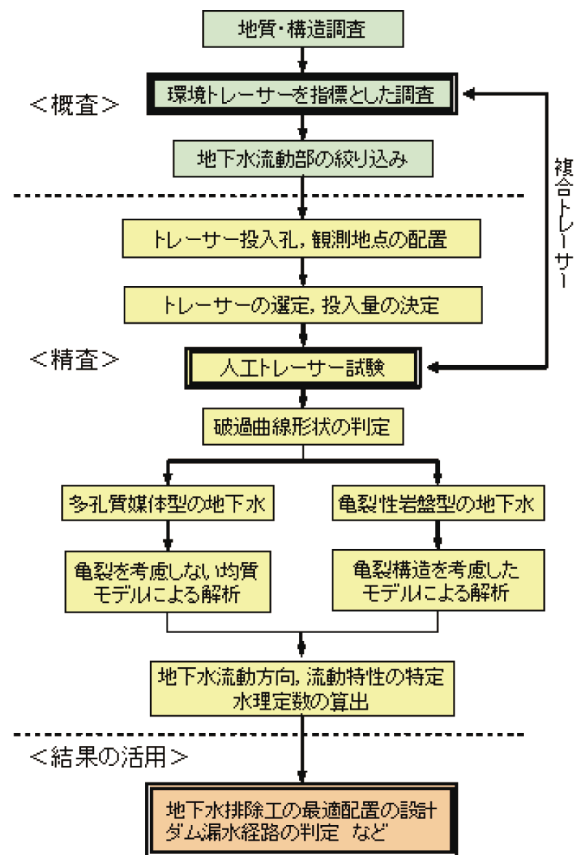 地質・構造調査
＜概査＞
環境トレーサーを指標とした調査
地下水流動部の絞り込み
複合トレーサー
トレーサー投入孔，観測地点の配置
トレーサーの選定，投入量の決定
＜精査＞
人工トレーサー試験
破過曲線形状の判定
多孔質媒体型の地下水
亀裂性岩盤型の地下水
亀裂を考慮しない均質
モデルによる解析
亀裂構造を考慮した
モデルによる解析
地下水流動方向，流動特性の特定
水理定数の算出
＜結果の活用＞
地下水排除工の最適配置の設計
ダム漏水経路の判定 など